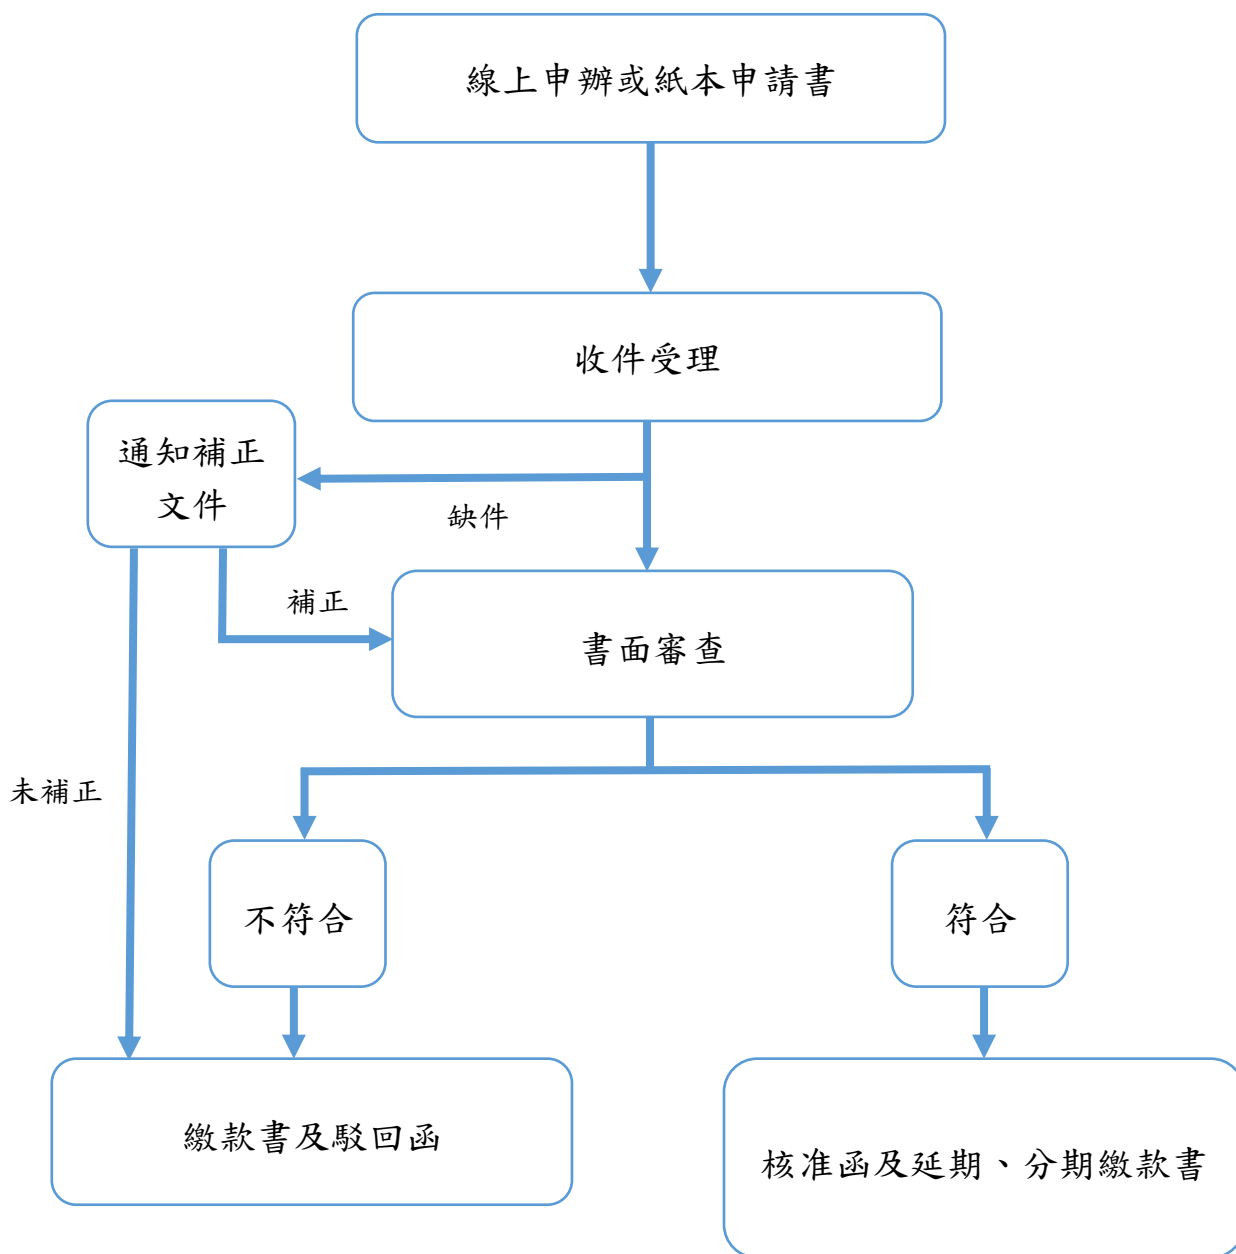 線上申辦或紙本申請書
收件受理
通知補正
文件
缺件
補正
書面審查
未補正
不符合
符合
繳款書及駁回函
核准函及延期、分期繳款書